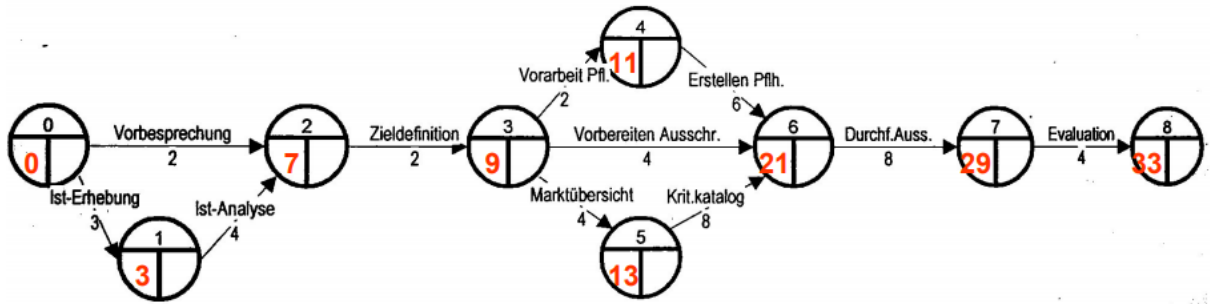 4
11
Vorarbeit Pfl.
2
Erstellen Pflh.
6
0
0
Vorbesprechung
2
2
7
Zieldefinition
2
3
9
Vorbereiten Ausschr.
4
6
21
Durchf.Auss.
8
7
29
Evaluation
4
8
33
Ist-Erhebung
3
Ist-Analyse
4
Marktübersicht
4
Krit.katalog
8
1
3
5
13